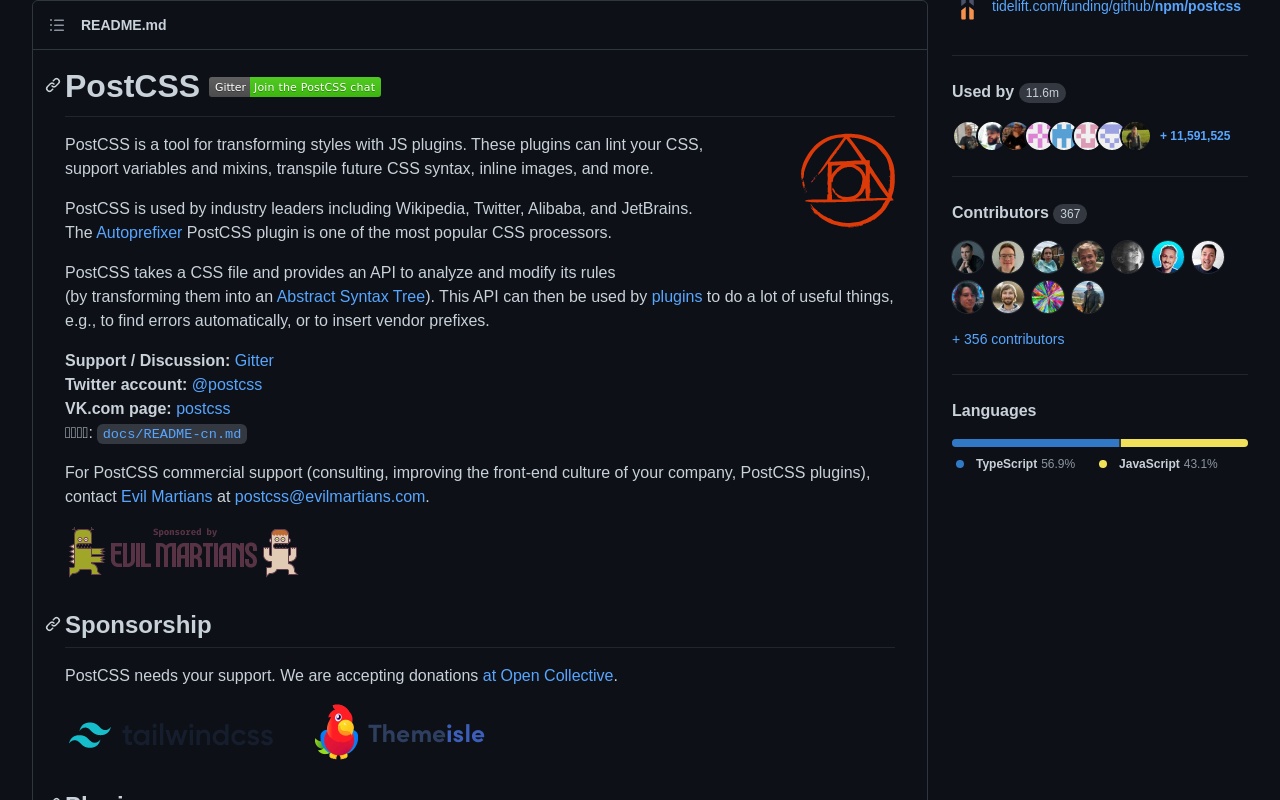 README.md
PostCSS
Gitter Join the PostCSS chat
PostCSS is a tool for transforming styles with JS plugins. These plugins can lint your CSS,
support variables and mixins, transpile future CSS syntax, inline images, and more.
PostCSS is used by industry leaders including Wikipedia, Twitter, Alibaba, and JetBrains.
The Autoprefixer PostCSS plugin is one of the most popular CSS processors.
PostCSS takes a CSS file and provides an API to analyze and modify its rules
(by transforming them into an Abstract Syntax Tree). This API can then be used by plugins to do a lot of useful things,
e.g., to find errors automatically, or to insert vendor prefixes.
Support / Discussion: Gitter
Twitter account: @postcss
VK.com page: postcss
: docs/README-cn.md
For PostCSS commercial support (consulting, improving the front-end culture of your company, PostCSS plugins),
contact Evil Martians at postcss@evilmartians.com.
Sponsored by
EVIL MARTIANS
Sponsorship
PostCSS needs your support. We are accepting donations at Open Collective.
tailwindcss
Themeisle
tidelift.com/funding/github/npm/postcss
Used by 11.6m
+ 11,591,525
Contributors 367
+ 356 contributors
Languages
TypeScript 56.9%
JavaScript 43.1%